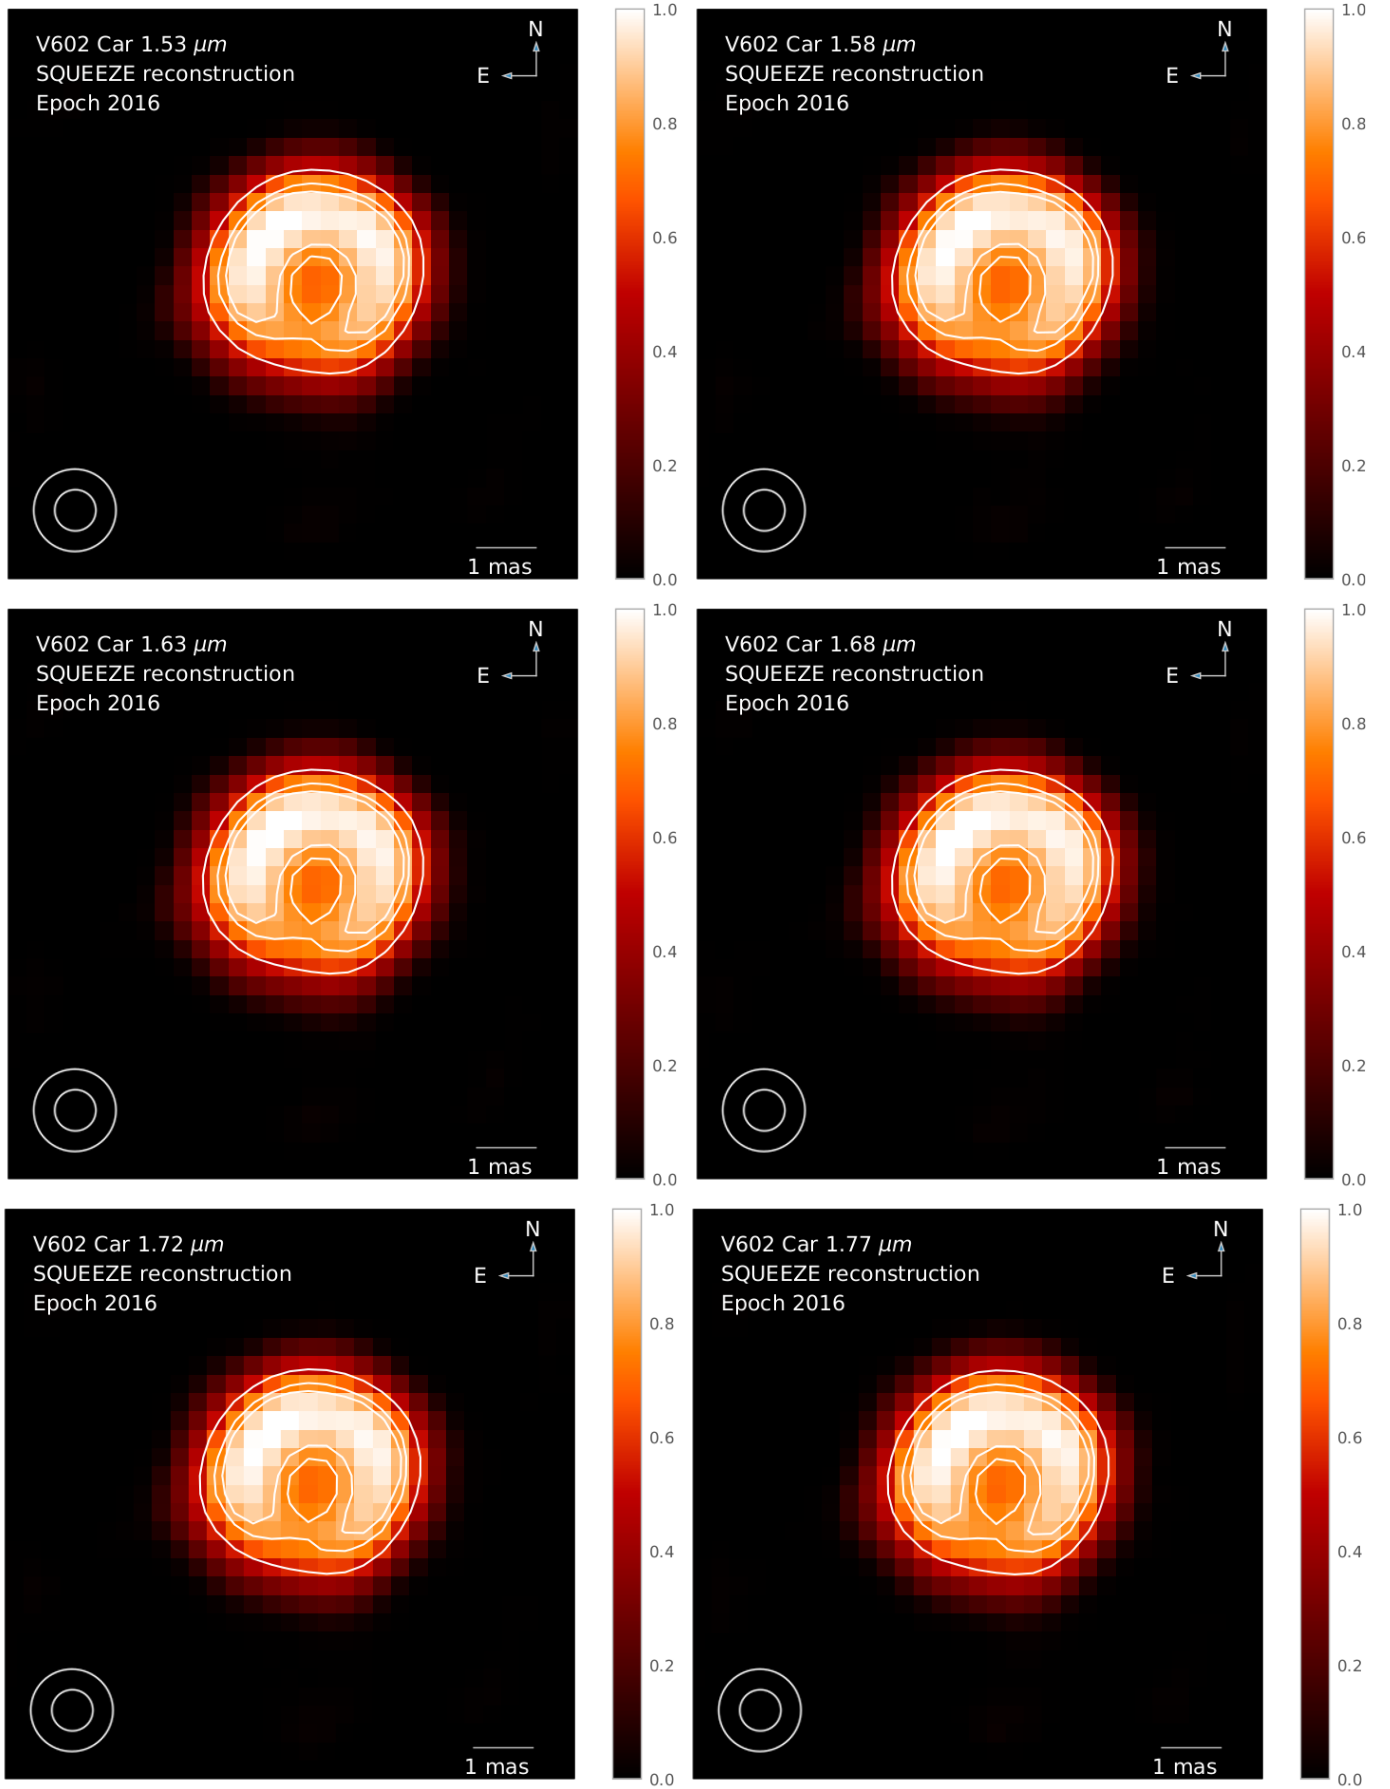 V602 Car 1.53 μm
SQUEEZE reconstruction
Epoch 2016
N
E
1 mas
1.0
0.8
0.6
0.4
0.2
0.0
V602 Car 1.58 μm
SQUEEZE reconstruction
Epoch 2016
N
E
1 mas
1.0
0.8
0.6
0.4
0.2
0.0
V602 Car 1.63 μm
SQUEEZE reconstruction
Epoch 2016
N
E
1 mas
1.0
0.8
0.6
0.4
0.2
0.0
V602 Car 1.68 μm
SQUEEZE reconstruction
Epoch 2016
N
E
1 mas
1.0
0.8
0.6
0.4
0.2
0.0
V602 Car 1.72 μm
SQUEEZE reconstruction
Epoch 2016
N
E
1 mas
1.0
0.8
0.6
0.4
0.2
0.0
V602 Car 1.77 μm
SQUEEZE reconstruction
Epoch 2016
N
E
1 mas
1.0
0.8
0.6
0.4
0.2
0.0